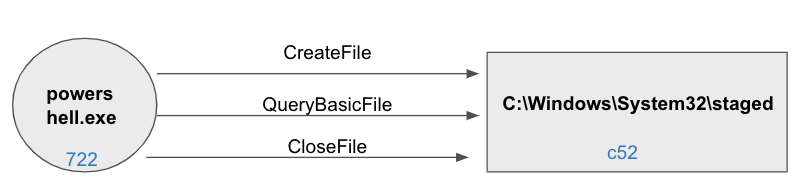 CreateFile
powers
hell.exe
QueryBasicFile
C:\Windows\System32\staged
CloseFile
722
c52